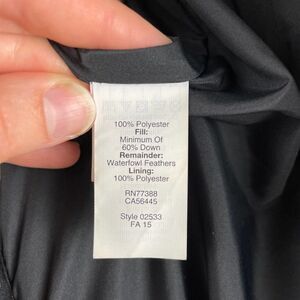 100% Polyester
Fill:
Minimum Of
60% Down
Remainder:
Waterfowl Feathers
Lining:
100% Polyester
RN77388
CA56445
Style 02533
FA 15